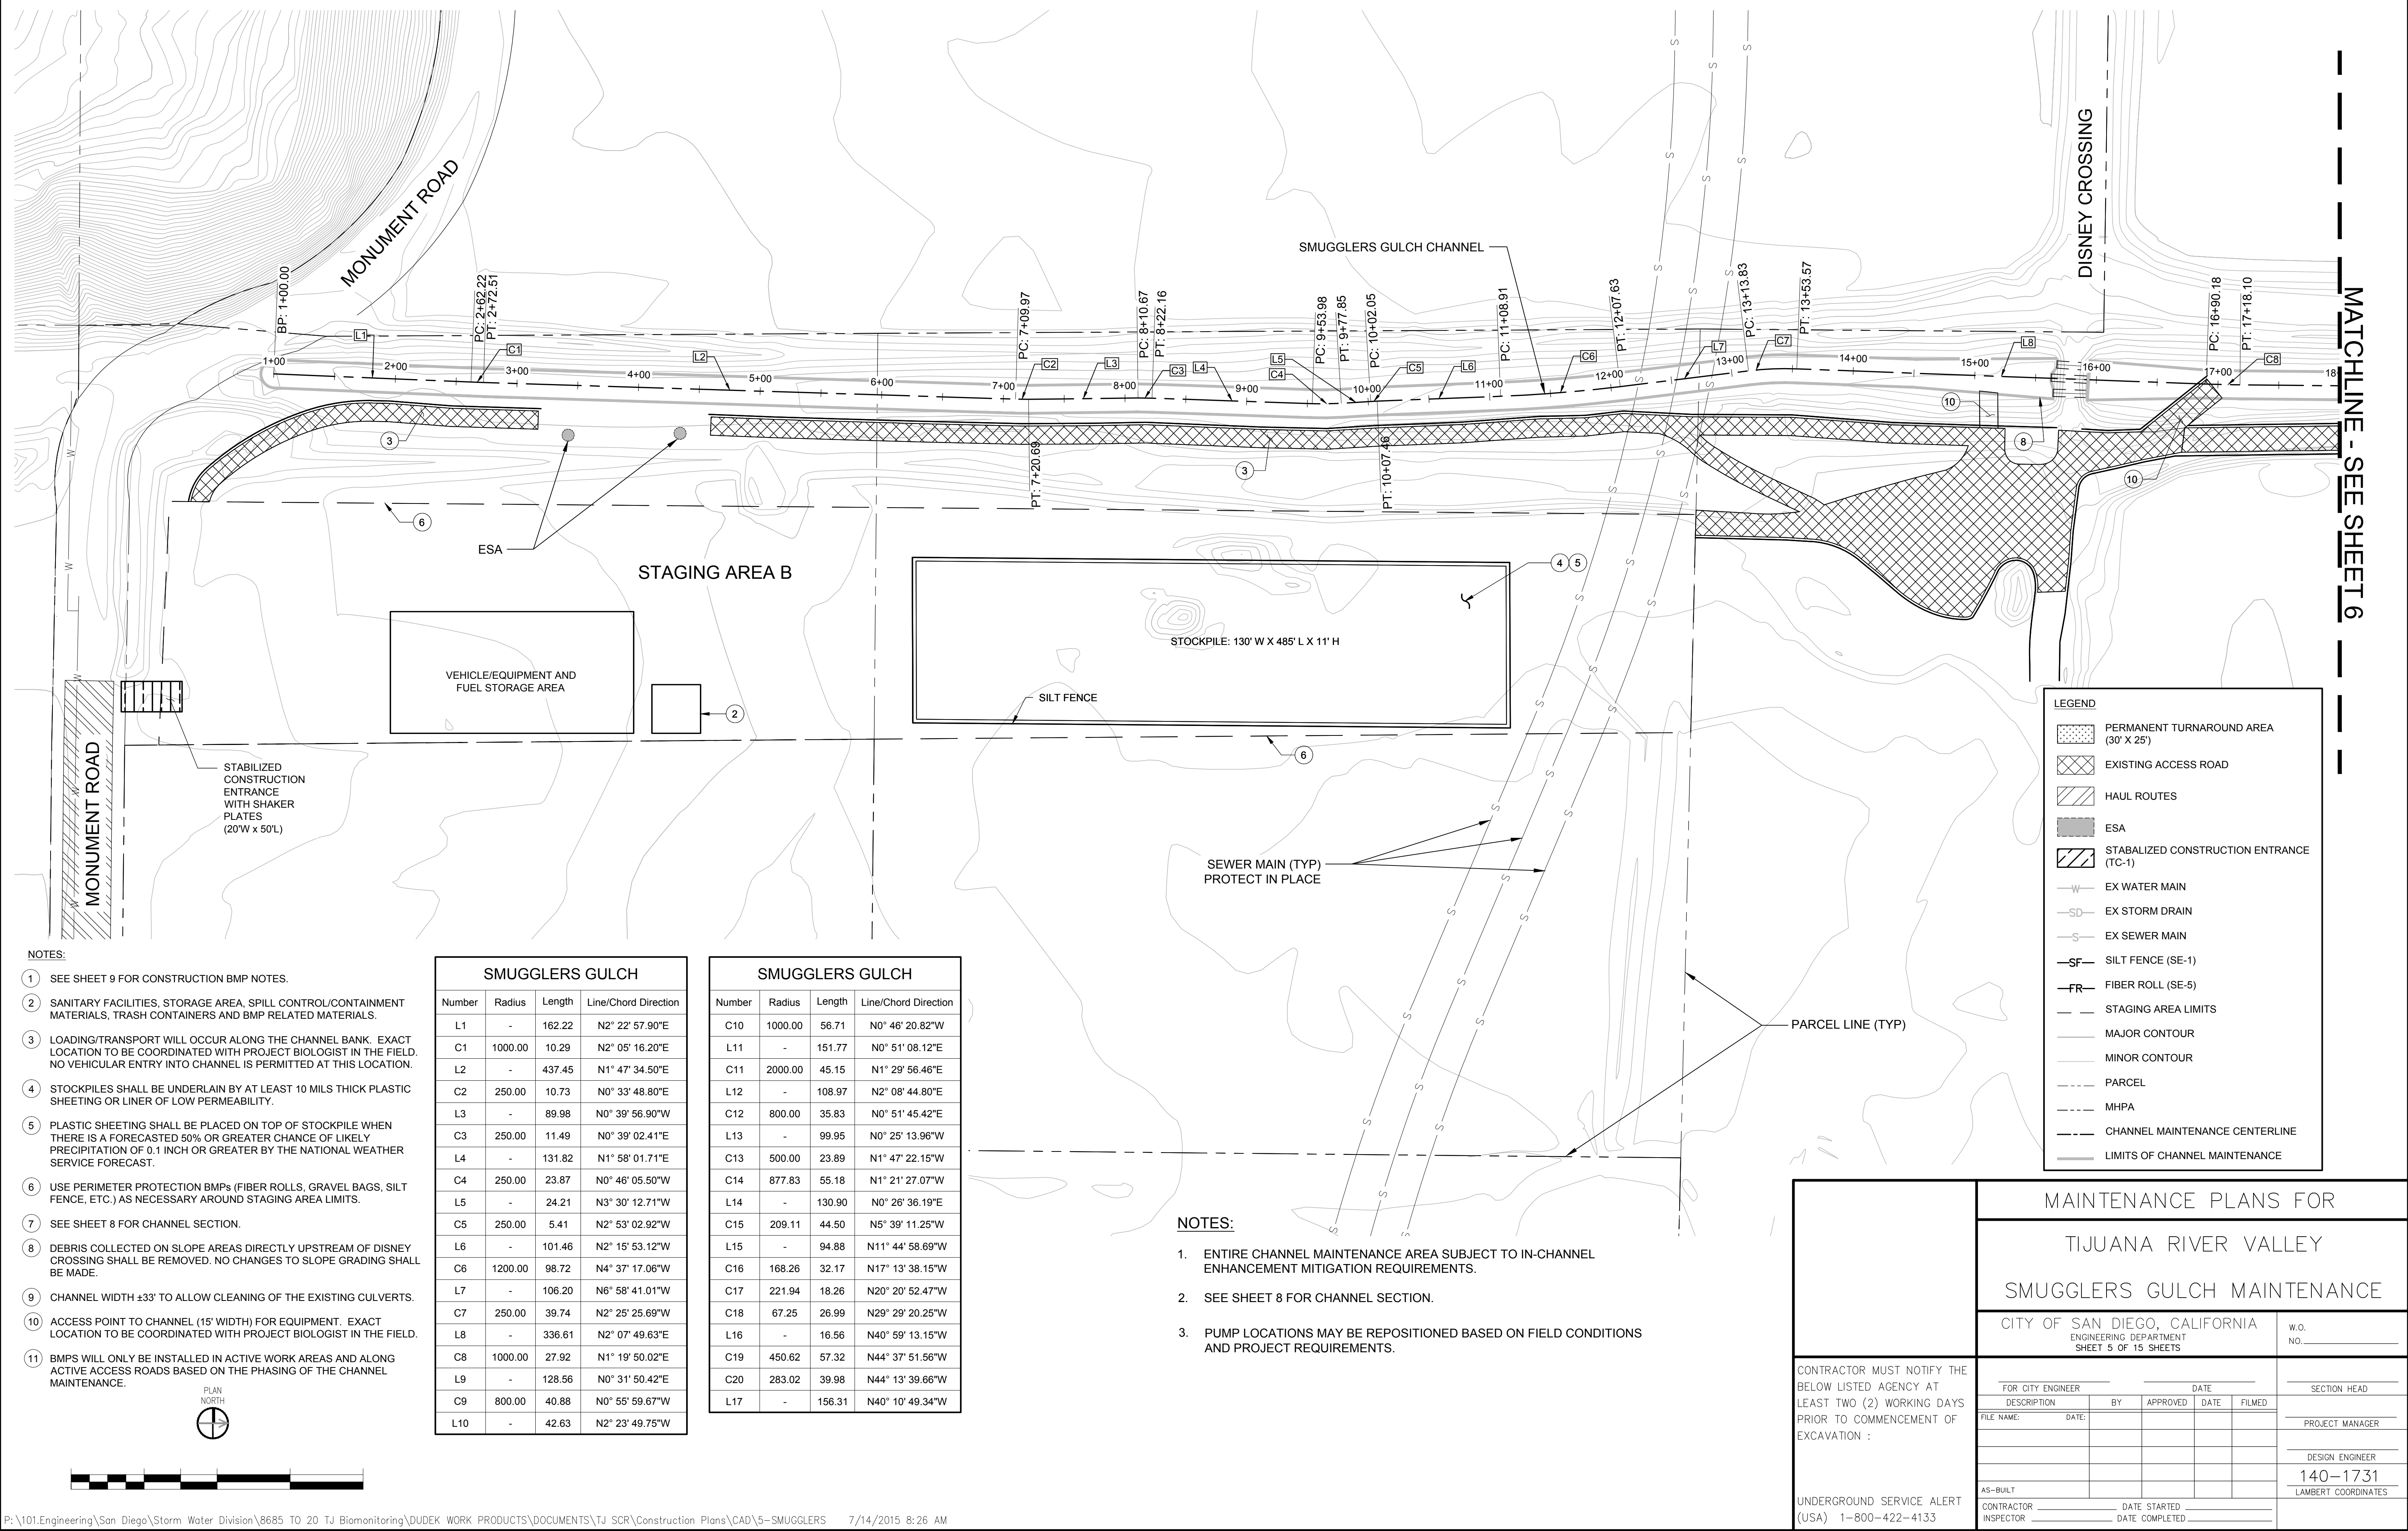 MONUMENT ROAD
SMUGGLERS GULCH CHANNEL
DISNEY CROSSING
MATCHLINE - SEE SHEET 6
BP: 1+00.00
PC: 2+62.22
PT: 2+72.51
PC: 7+09.97
PC: 8+10.67
PT: 8+22.16
PC: 9+53.98
PT: 9+77.85
PC: 10+02.05
PC: 11+08.91
PT: 12+07.63
PC: 13+13.83
PT: 13+53.57
PC: 16+90.18
PT: 17+18.10
L1
C1
L2
C2
L3
C3
L4
L5
C4
C5
L6
C6
L7
C7
L8
C8
1+00
2+00
3+00
4+00
5+00
6+00
7+00
8+00
9+00
10+00
11+00
12+00
13+00
14+00
15+00
16+00
17+00
18
PT: 7+20.69
PT: 10+07.46
3
3
10
8
10
6
ESA
STAGING AREA B
4 5
STOCKPILE: 130' W X 485' L X 11' H
VEHICLE/EQUIPMENT AND
FUEL STORAGE AREA
2
SILT FENCE
6
STABILIZED
CONSTRUCTION
ENTRANCE
WITH SHAKER
PLATES
(20'W x 50'L)
MONUMENT ROAD
SEWER MAIN (TYP)
PROTECT IN PLACE
PARCEL LINE (TYP)
LEGEND
PERMANENT TURNAROUND AREA
(30' X 25')
EXISTING ACCESS ROAD
HAUL ROUTES
ESA
STABALIZED CONSTRUCTION ENTRANCE
(TC-1)
W EX WATER MAIN
SD EX STORM DRAIN
S EX SEWER MAIN
SF SILT FENCE (SE-1)
FR FIBER ROLL (SE-5)
STAGING AREA LIMITS
MAJOR CONTOUR
MINOR CONTOUR
PARCEL
MHPA
CHANNEL MAINTENANCE CENTERLINE
LIMITS OF CHANNEL MAINTENANCE
NOTES:
1 SEE SHEET 9 FOR CONSTRUCTION BMP NOTES.
2 SANITARY FACILITIES, STORAGE AREA, SPILL CONTROL/CONTAINMENT
MATERIALS, TRASH CONTAINERS AND BMP RELATED MATERIALS.
3 LOADING/TRANSPORT WILL OCCUR ALONG THE CHANNEL BANK. EXACT
LOCATION TO BE COORDINATED WITH PROJECT BIOLOGIST IN THE FIELD.
NO VEHICULAR ENTRY INTO CHANNEL IS PERMITTED AT THIS LOCATION.
4 STOCKPILES SHALL BE UNDERLAIN BY AT LEAST 10 MILS THICK PLASTIC
SHEETING OR LINER OF LOW PERMEABILITY.
5 PLASTIC SHEETING SHALL BE PLACED ON TOP OF STOCKPILE WHEN
THERE IS A FORECASTED 50% OR GREATER CHANCE OF LIKELY
PRECIPITATION OF 0.1 INCH OR GREATER BY THE NATIONAL WEATHER
SERVICE FORECAST.
6 USE PERIMETER PROTECTION BMPs (FIBER ROLLS, GRAVEL BAGS, SILT
FENCE, ETC.) AS NECESSARY AROUND STAGING AREA LIMITS.
7 SEE SHEET 8 FOR CHANNEL SECTION.
8 DEBRIS COLLECTED ON SLOPE AREAS DIRECTLY UPSTREAM OF DISNEY
CROSSING SHALL BE REMOVED. NO CHANGES TO SLOPE GRADING SHALL
BE MADE.
9 CHANNEL WIDTH ±33' TO ALLOW CLEANING OF THE EXISTING CULVERTS.
10 ACCESS POINT TO CHANNEL (15' WIDTH) FOR EQUIPMENT. EXACT
LOCATION TO BE COORDINATED WITH PROJECT BIOLOGIST IN THE FIELD.
11 BMPS WILL ONLY BE INSTALLED IN ACTIVE WORK AREAS AND ALONG
ACTIVE ACCESS ROADS BASED ON THE PHASING OF THE CHANNEL
MAINTENANCE.
PLAN
NORTH
SMUGGLERS GULCH
Number Radius Length Line/Chord Direction
L1 - 162.22 N2° 22' 57.90"E
C1 1000.00 10.29 N2° 05' 16.20"E
L2 - 437.45 N1° 47' 34.50"E
C2 250.00 10.73 N0° 33' 48.80"E
L3 - 89.98 N0° 39' 56.90"W
C3 250.00 11.49 N0° 39' 02.41"E
L4 - 131.82 N1° 58' 01.71"E
C4 250.00 23.87 N0° 46' 05.50"W
L5 - 24.21 N3° 30' 12.71"W
C5 250.00 5.41 N2° 53' 02.92"W
L6 - 101.46 N2° 15' 53.12"W
C6 1200.00 98.72 N4° 37' 17.06"W
L7 - 106.20 N6° 58' 41.01"W
C7 250.00 39.74 N2° 25' 25.69"W
L8 - 336.61 N2° 07' 49.63"E
C8 1000.00 27.92 N1° 19' 50.02"E
L9 - 128.56 N0° 31' 50.42"E
C9 800.00 40.88 N0° 55' 59.67"W
L10 - 42.63 N2° 23' 49.75"W
SMUGGLERS GULCH
Number Radius Length Line/Chord Direction
C10 1000.00 56.71 N0° 46' 20.82"W
L11 - 151.77 N0° 51' 08.12"E
C11 2000.00 45.15 N1° 29' 56.46"E
L12 - 108.97 N2° 08' 44.80"E
C12 800.00 35.83 N0° 51' 45.42"E
L13 - 99.95 N0° 25' 13.96"W
C13 500.00 23.89 N1° 47' 22.15"W
C14 877.83 55.18 N1° 21' 27.07"W
L14 - 130.90 N0° 26' 36.19"E
C15 209.11 44.50 N5° 39' 11.25"W
L15 - 94.88 N11° 44' 58.69"W
C16 168.26 32.17 N17° 13' 38.15"W
C17 221.94 18.26 N20° 20' 52.47"W
C18 67.25 26.99 N29° 29' 20.25"W
L16 - 16.56 N40° 59' 13.15"W
C19 450.62 57.32 N44° 37' 51.56"W
C20 283.02 39.98 N44° 13' 39.66"W
L17 - 156.31 N40° 10' 49.34"W
NOTES:
1. ENTIRE CHANNEL MAINTENANCE AREA SUBJECT TO IN-CHANNEL
ENHANCEMENT MITIGATION REQUIREMENTS.
2. SEE SHEET 8 FOR CHANNEL SECTION.
3. PUMP LOCATIONS MAY BE REPOSITIONED BASED ON FIELD CONDITIONS
AND PROJECT REQUIREMENTS.
CONTRACTOR MUST NOTIFY THE
BELOW LISTED AGENCY AT
LEAST TWO (2) WORKING DAYS
PRIOR TO COMMENCEMENT OF
EXCAVATION :
UNDERGROUND SERVICE ALERT
(USA) 1-800-422-4133
MAINTENANCE PLANS FOR
TIJUANA RIVER VALLEY
SMUGGLERS GULCH MAINTENANCE
CITY OF SAN DIEGO, CALIFORNIA
ENGINEERING DEPARTMENT
SHEET 5 OF 15 SHEETS
W.O.
NO.
FOR CITY ENGINEER DATE
SECTION HEAD
DESCRIPTION BY APPROVED DATE FILMED
FILE NAME: DATE:
PROJECT MANAGER
DESIGN ENGINEER
140-1731
LAMBERT COORDINATES
AS-BUILT
CONTRACTOR DATE STARTED
INSPECTOR DATE COMPLETED
P:\101.Engineering\San Diego\Storm Water Division\8685 TO 20 TJ Biomonitoring\DUDEK WORK PRODUCTS\DOCUMENTS\TJ SCR\Construction Plans\CAD\5-SMUGGLERS 7/14/2015 8:26 AM